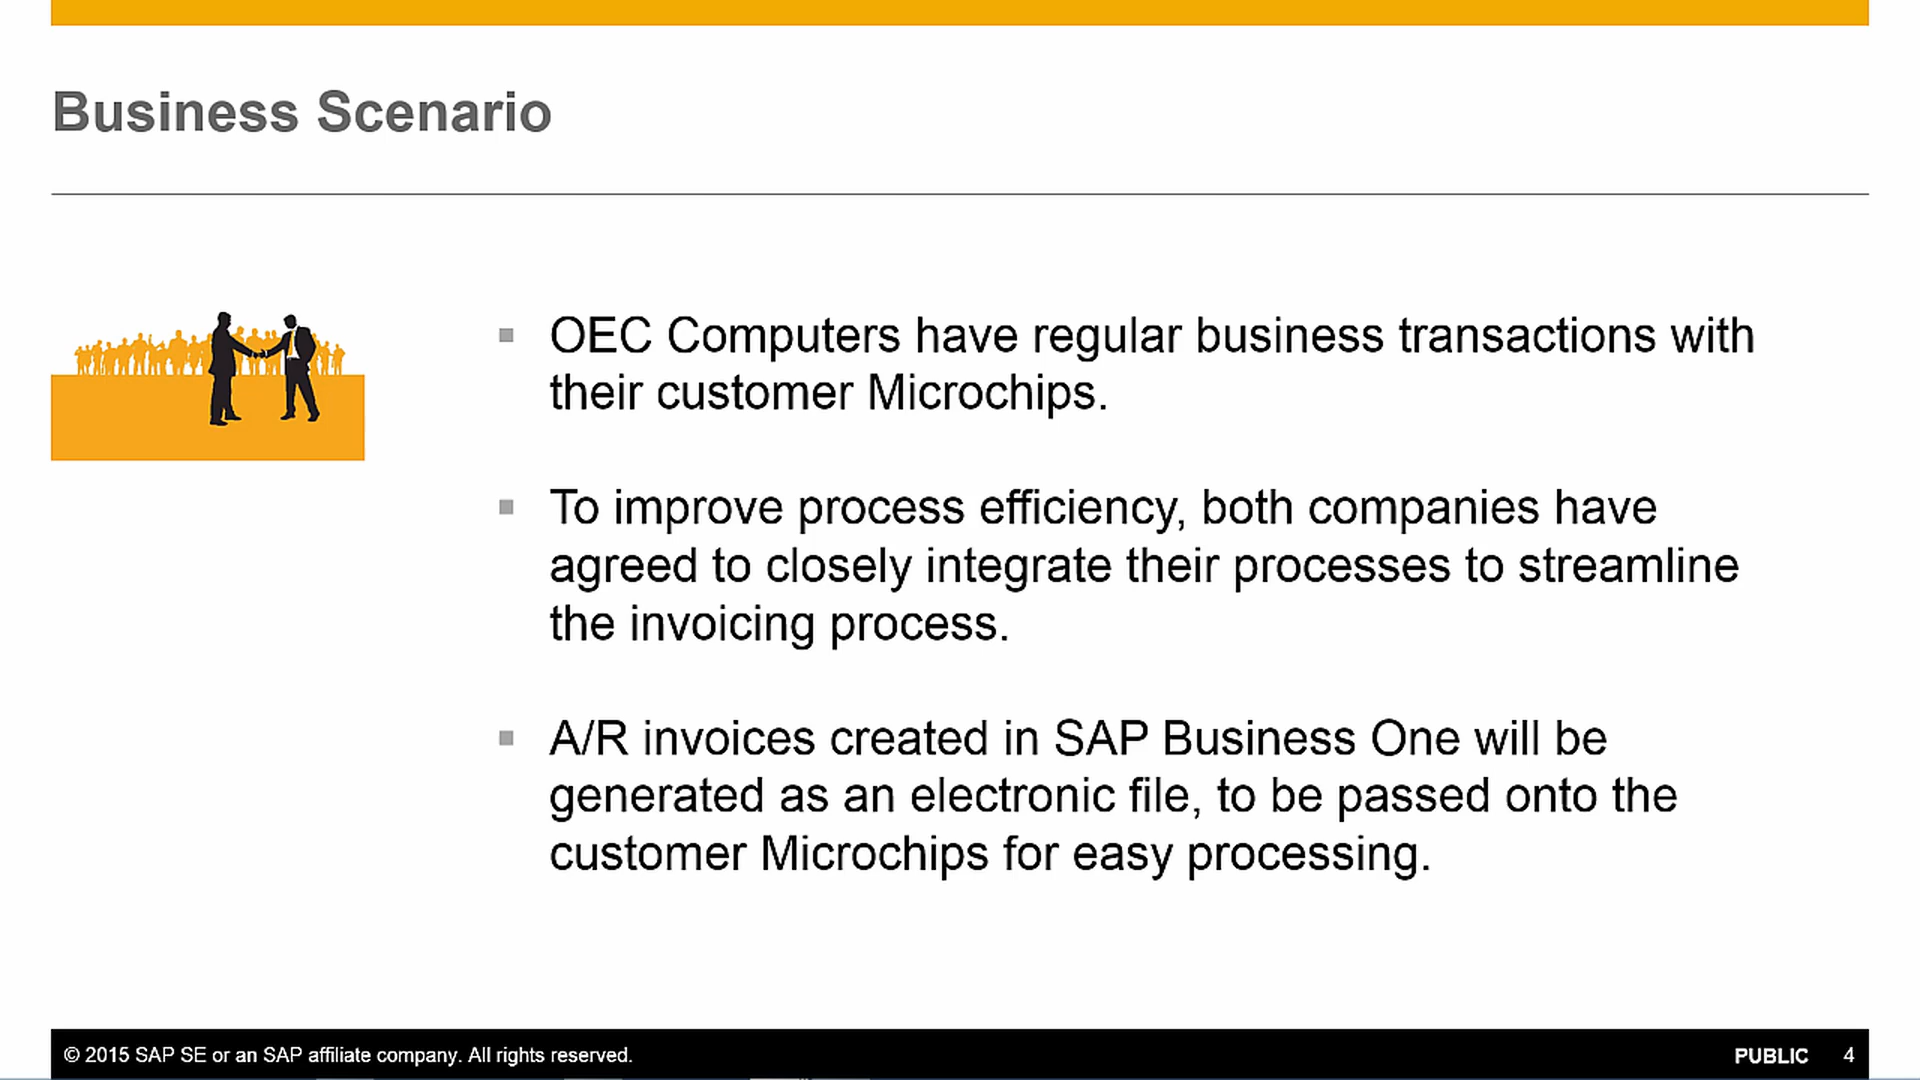 Business Scenario
OEC Computers have regular business transactions with
their customer Microchips.
To improve process efficiency, both companies have
agreed to closely integrate their processes to streamline
the invoicing process.
A/R invoices created in SAP Business One will be
generated as an electronic file, to be passed onto the
customer Microchips for easy processing.
© 2015 SAP SE or an SAP affiliate company. All rights reserved.
PUBLIC 4